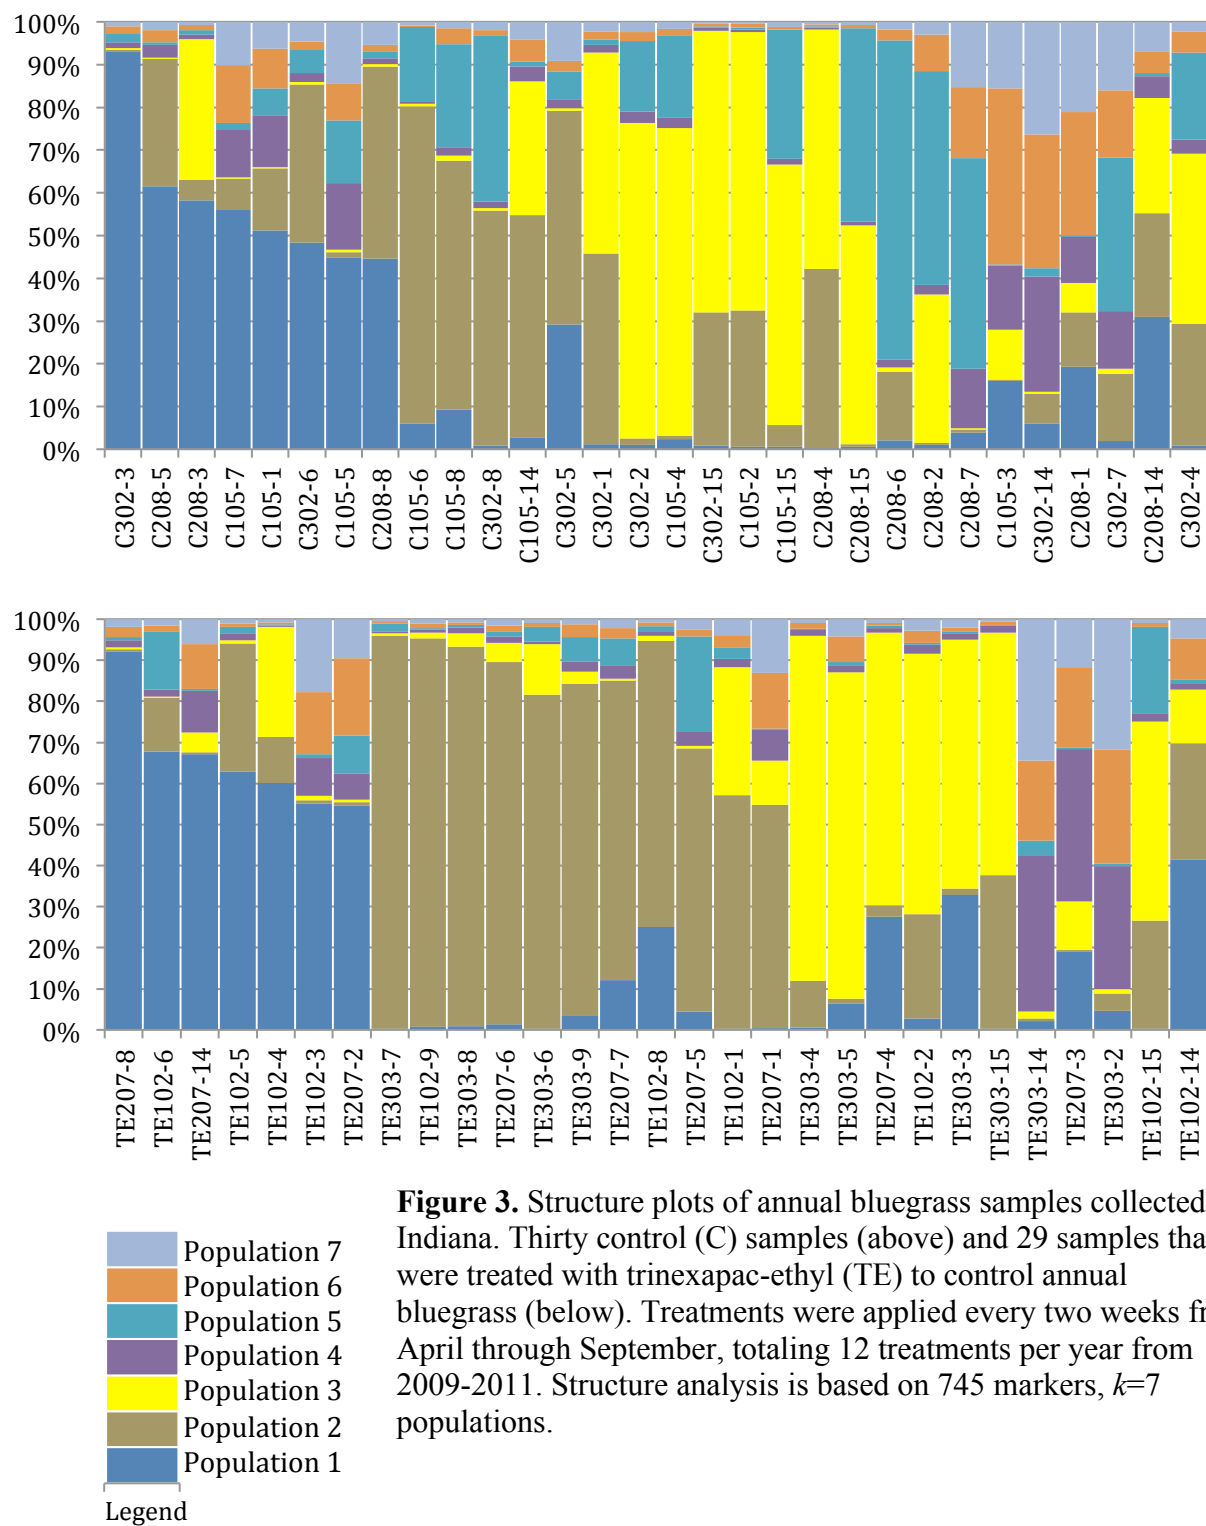 100%
90%
80%
70%
60%
50%
40%
30%
20%
10%
0%
C302-3
C208-5
C208-3
C105-7
C105-1
C302-6
C105-5
C208-8
C105-6
C105-8
C302-8
C105-14
C302-5
C302-1
C302-2
C105-4
C302-15
C105-2
C105-15
C208-4
C208-15
C208-6
C208-2
C208-7
C105-3
C302-14
C208-1
C302-7
C208-14
C302-4
100%
90%
80%
70%
60%
50%
40%
30%
20%
10%
0%
TE207-8
TE102-6
TE207-14
TE102-5
TE102-4
TE102-3
TE207-2
TE303-7
TE102-9
TE303-8
TE207-6
TE303-6
TE303-9
TE207-7
TE102-8
TE207-5
TE102-1
TE207-1
TE303-4
TE303-5
TE207-4
TE102-2
TE303-3
TE303-15
TE303-14
TE207-3
TE303-2
TE102-15
TE102-14
Population 7
Population 6
Population 5
Population 4
Population 3
Population 2
Population 1
Legend
Figure 3. Structure plots of annual bluegrass samples collected
Indiana. Thirty control (C) samples (above) and 29 samples tha
were treated with trinexapac-ethyl (TE) to control annual
bluegrass (below). Treatments were applied every two weeks fr
April through September, totaling 12 treatments per year from
2009-2011. Structure analysis is based on 745 markers, k=7
populations.